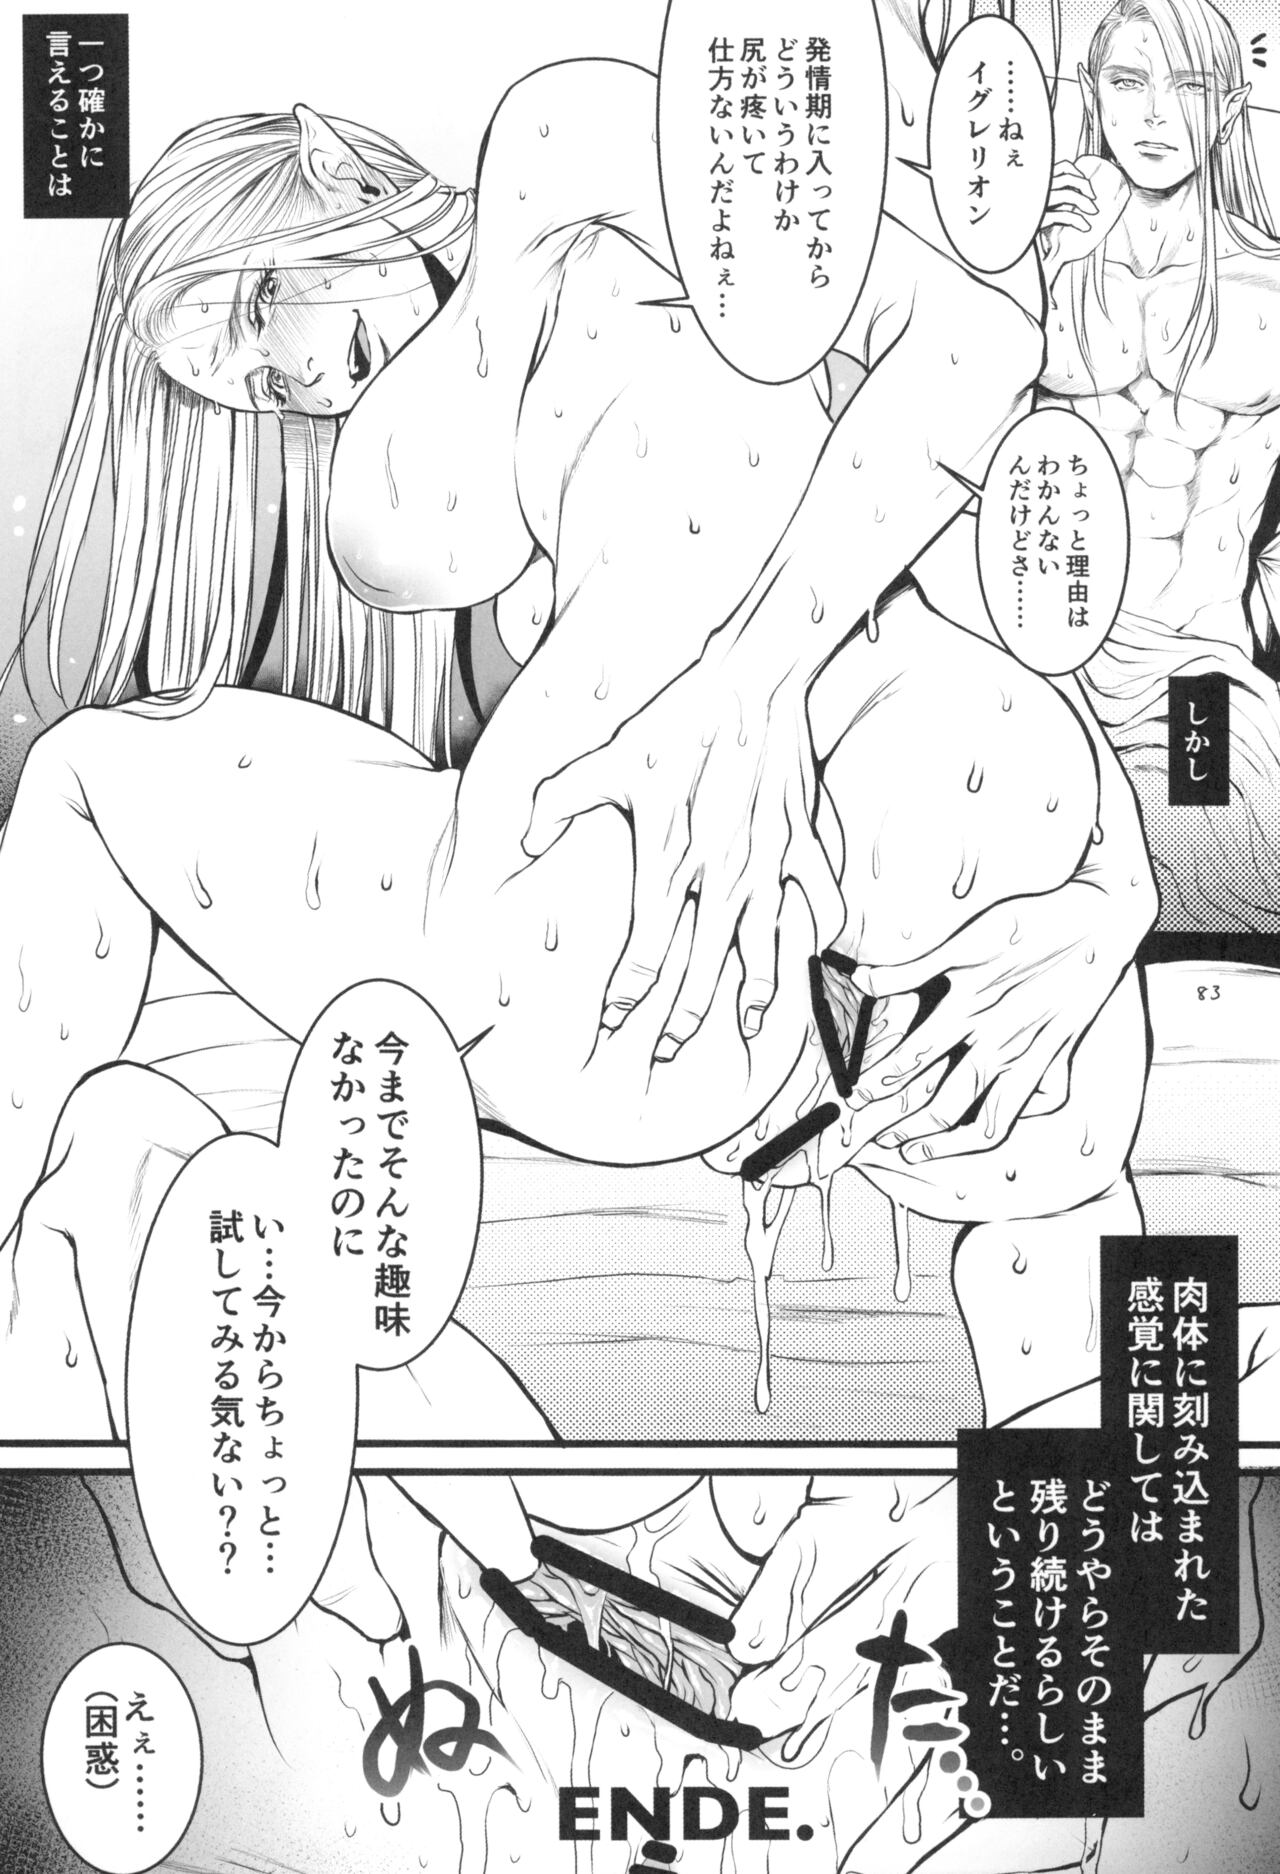 ……ねぇ
イグレリオン
発情期に入ってから
どういうわけか
尻が疼いて
仕方ないんだよねぇ…
ちょっと理由は
わかんない
んだけどさ……
しかし
一つ確かに
言えることは
83
今までそんな趣味
なかったのに
い…今からちょっと…
試してみる気ない？？
肉体に刻み込まれた
感覚に関しては
どうやらそのまま
残り続けるらしい
ということだ…。
ぬ
た…
えぇ……
（困惑）
ENDE.